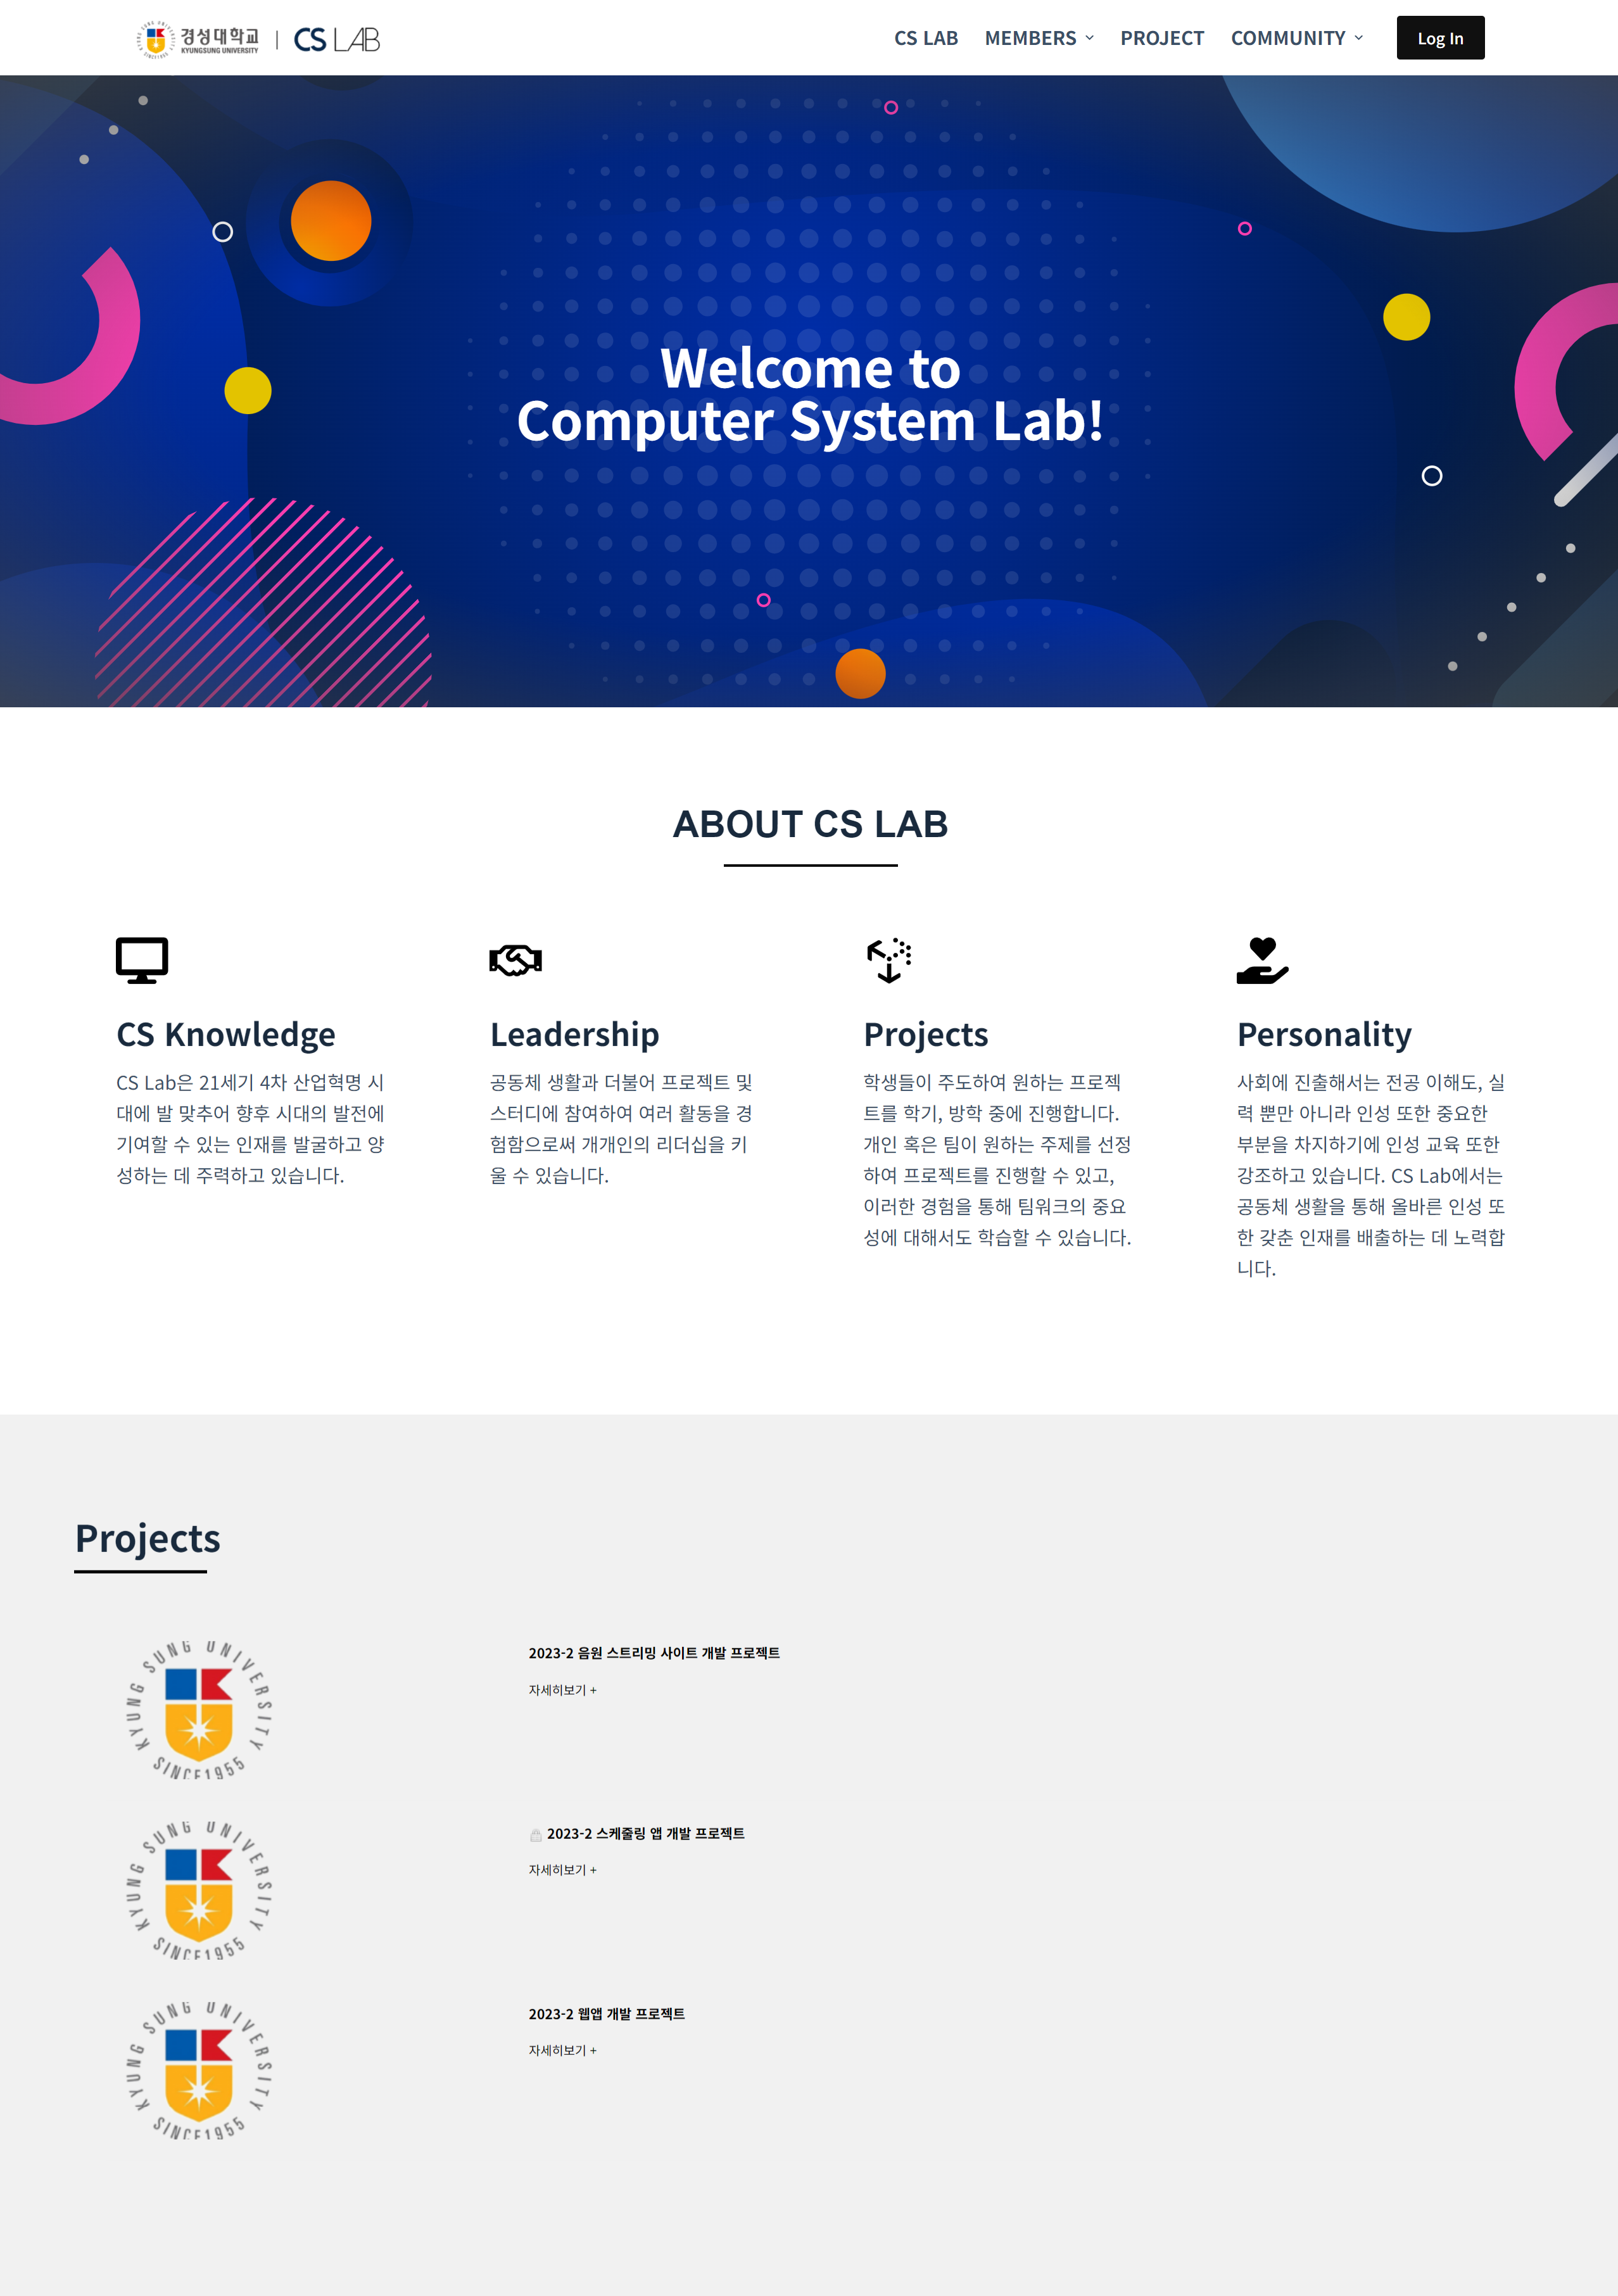 경성대학교
KYUNGSUNG UNIVERSITY
CS LAB
CS LAB
MEMBERS
PROJECT
COMMUNITY
Log In
Welcome to
Computer System Lab!
ABOUT CS LAB
CS Knowledge
CS Lab은 21세기 4차 산업혁명 시
대에 발 맞추어 향후 시대의 발전에
기여할 수 있는 인재를 발굴하고 양
성하는 데 주력하고 있습니다.
Leadership
공동체 생활과 더불어 프로젝트 및
스터디에 참여하여 여러 활동을 경
험함으로써 개개인의 리더십을 키
울 수 있습니다.
Projects
학생들이 주도하여 원하는 프로젝
트를 학기, 방학 중에 진행합니다.
개인 혹은 팀이 원하는 주제를 선정
하여 프로젝트를 진행할 수 있고,
이러한 경험을 통해 팀워크의 중요
성에 대해서도 학습할 수 있습니다.
Personality
사회에 진출해서는 전공 이해도, 실
력 뿐만 아니라 인성 또한 중요한
부분을 차지하기에 인성 교육 또한
강조하고 있습니다. CS Lab에서는
공동체 생활을 통해 올바른 인성 또
한 갖춘 인재를 배출하는 데 노력합
니다.
Projects
KYUNG SUNG UNIVERSITY
SINCE1955
2023-2 음원 스트리밍 사이트 개발 프로젝트
자세히보기 +
KYUNG SUNG UNIVERSITY
SINCE1955
2023-2 스케줄링 앱 개발 프로젝트
자세히보기 +
KYUNG SUNG UNIVERSITY
SINCE1955
2023-2 웹앱 개발 프로젝트
자세히보기 +